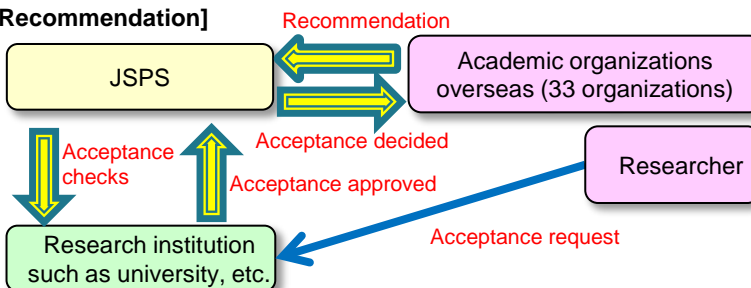 Recommendation]
Recommendation
JSPS
Academic organizations
overseas (33 organizations)
Acceptance decided
Acceptance
checks
Acceptance approved
Researcher
Acceptance request
Research institution
such as university, etc.